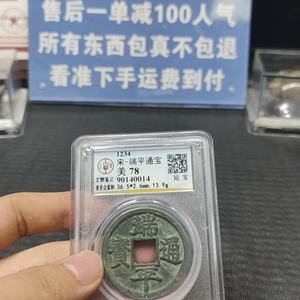 售后一单减100人气
所有东西包真不包退
看准下手运费到付
1234
宋-端平通宝
美 78
90140014
36.5*2.6mm,13.9g
短宝
端平通寶